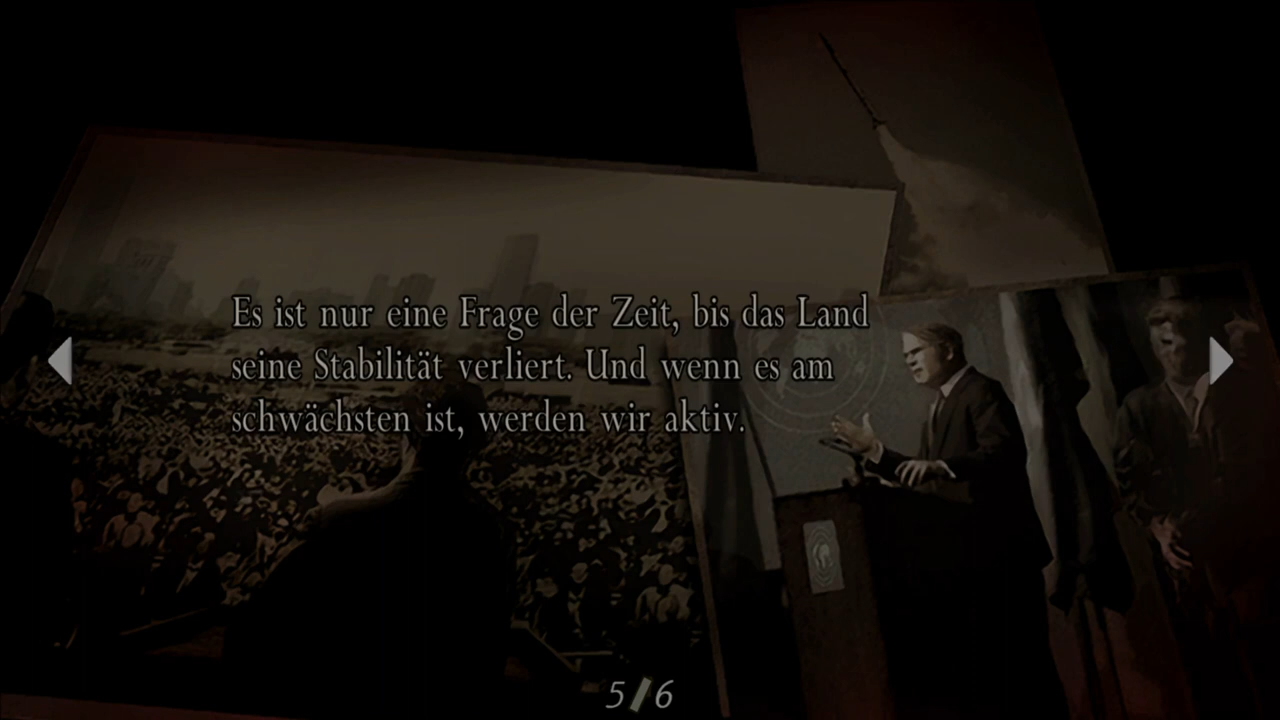 Es ist nur eine Frage der Zeit, bis das Land
seine Stabilität verliert. Und wenn es am
schwächsten ist, werden wir aktiv.
5/6